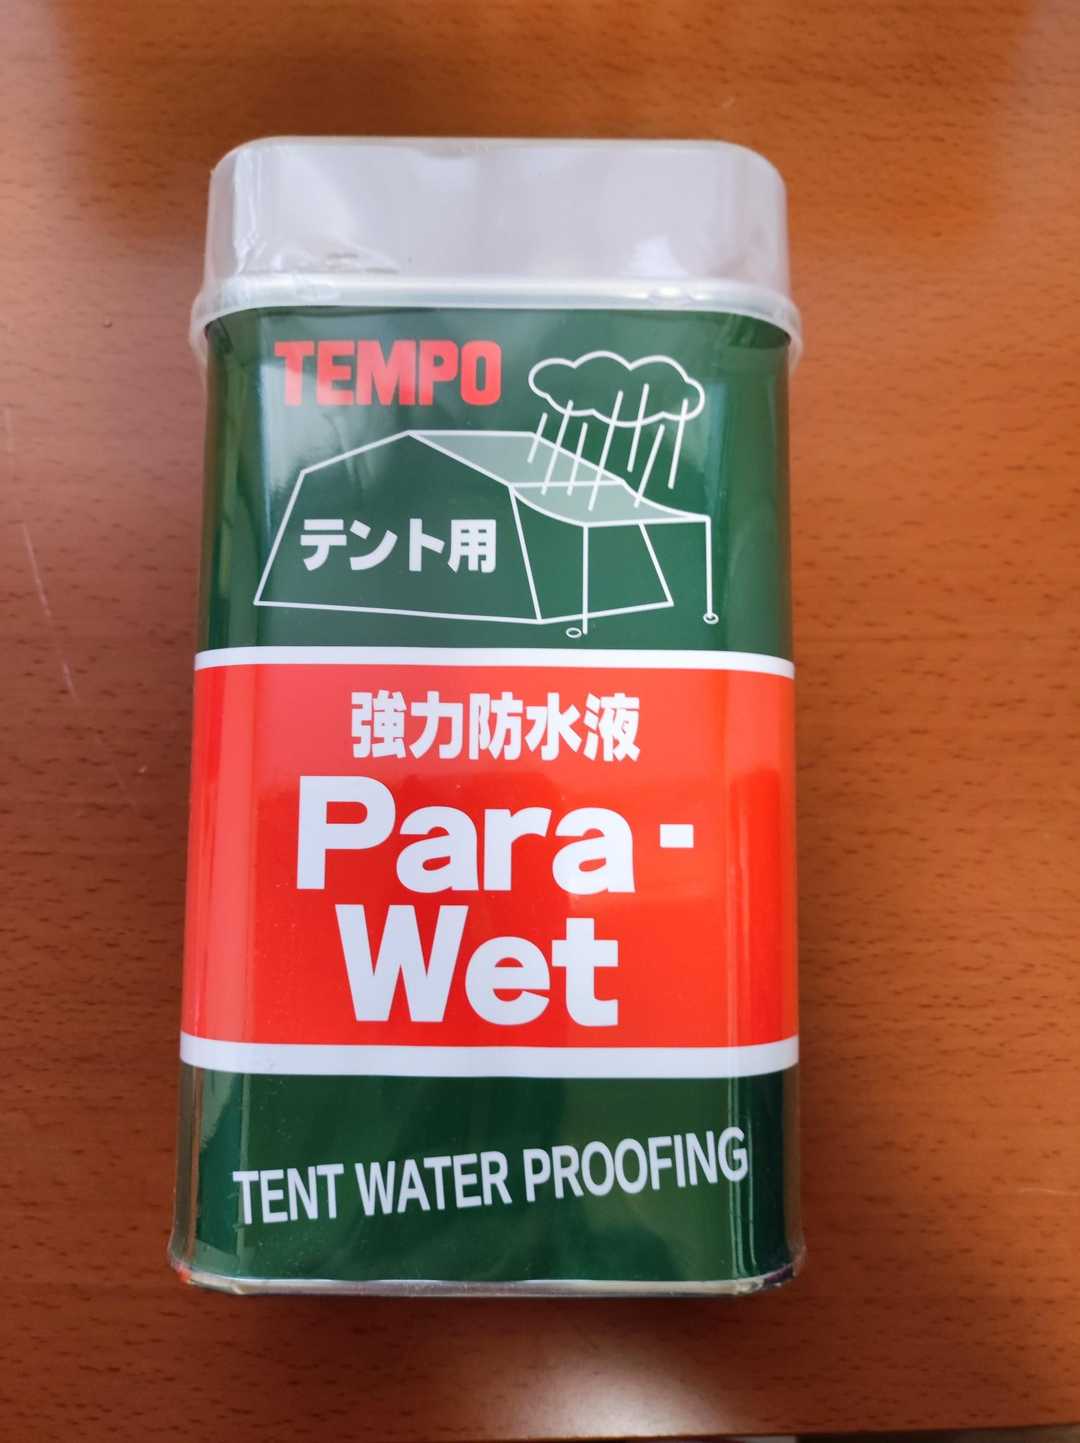 TEMPO
テント用
強力防水液
Para-
Wet
TENT WATER PROOFING